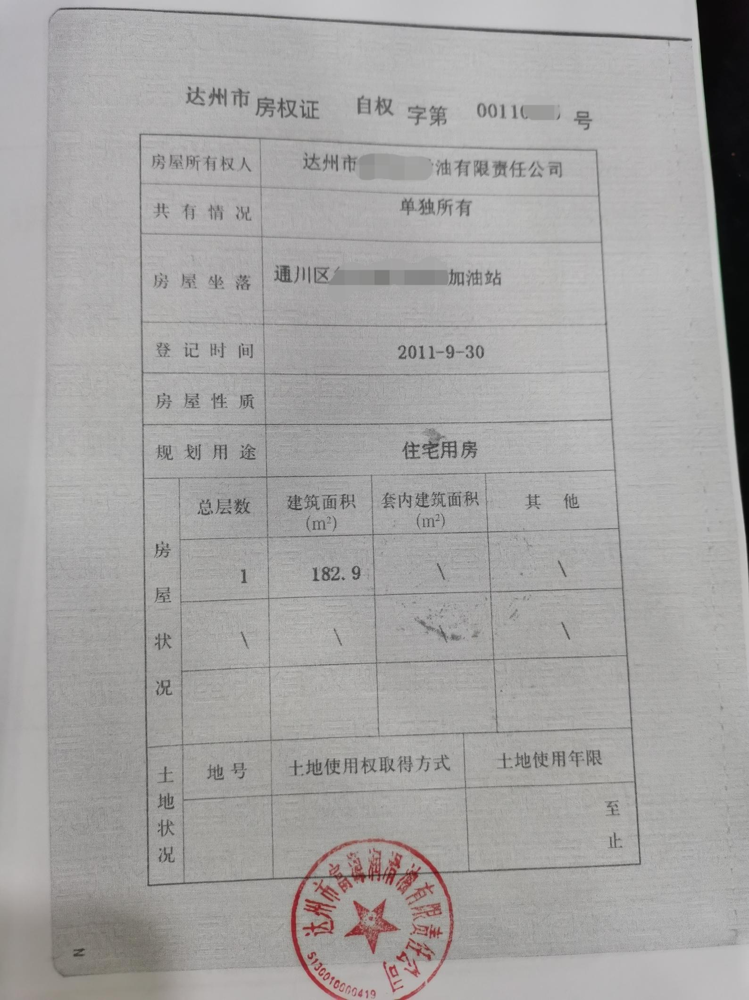 达州市房权证 自权字第 00110 号
房屋所有权人 达州市 油有限责任公司
共有情况 单独所有
房屋坐落 通川区 加油站
登记时间 2011-9-30
房屋性质
规划用途 住宅用房
房屋状况
总层数 建筑面积(m²) 套内建筑面积(m²) 其他
1 182.9 \ \
\ \ \ \
土地状况
地号 土地使用权取得方式 土地使用年限
至
止
达州市 有限责任公司
5130010000419
2